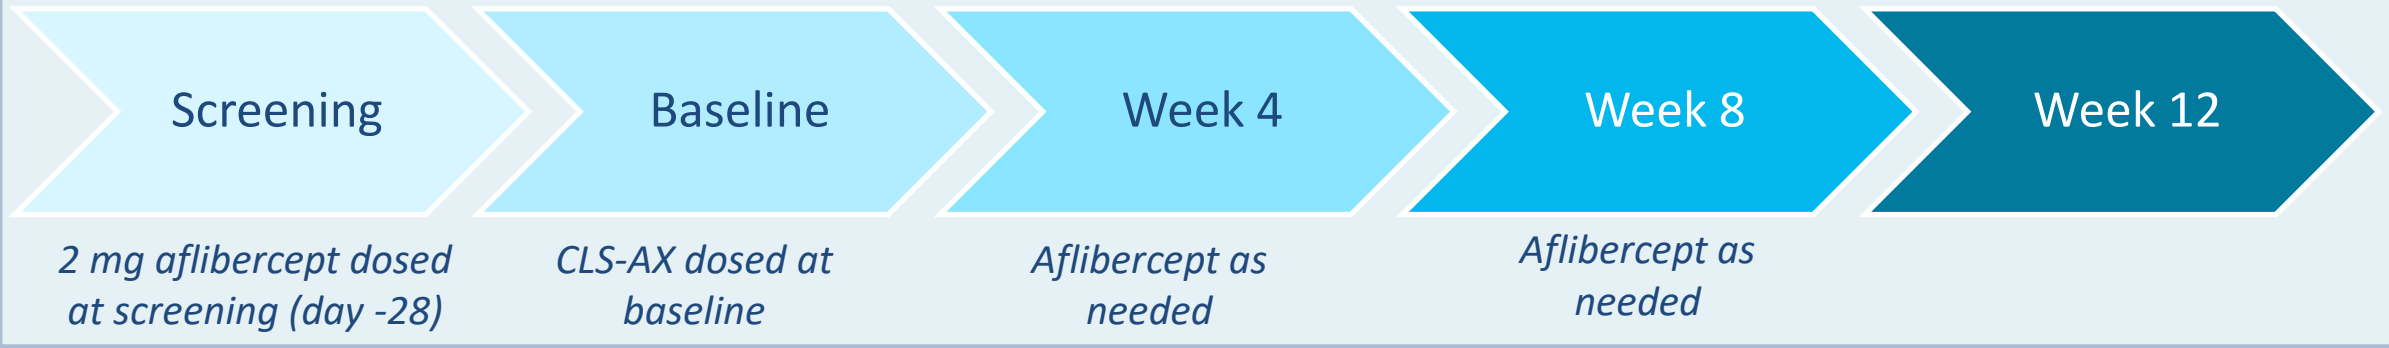 Screening
Baseline
Week 4
Week 8
Week 12
2 mg aflibercept dosed
at screening (day -28)
CLS-AX dosed at
baseline
Aflibercept as
needed
Aflibercept as
needed